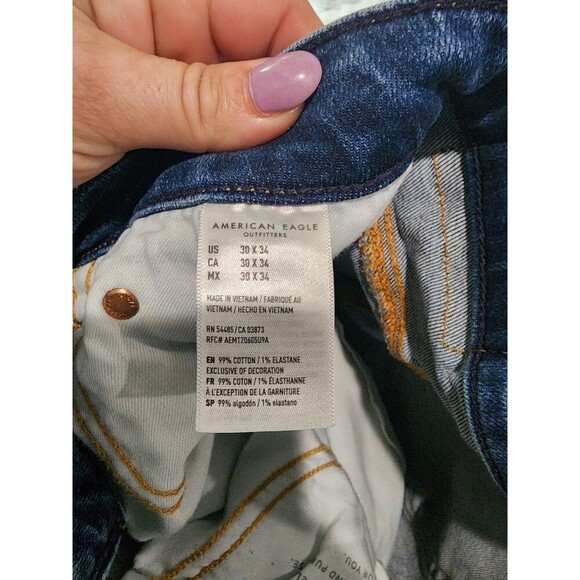 AMERICAN EAGLE
OUTFITTERS
US 30 X 34
CA 30 X 34
MX 30 X 34
MADE IN VIETNAM / FABRIQUÉ AU
VIETNAM / HECHO EN VIETNAM
RN 54485 / CA 03873
RFC# AEM120605U9A
EN 99% COTTON / 1% ELASTANE
EXCLUSIVE OF DECORATION
FR 99% COTON / 1% ÉLASTHANNE
À L'EXCEPTION DE LA GARNITURE
SP 99% algodón / 1% elastano
FOR YOU.